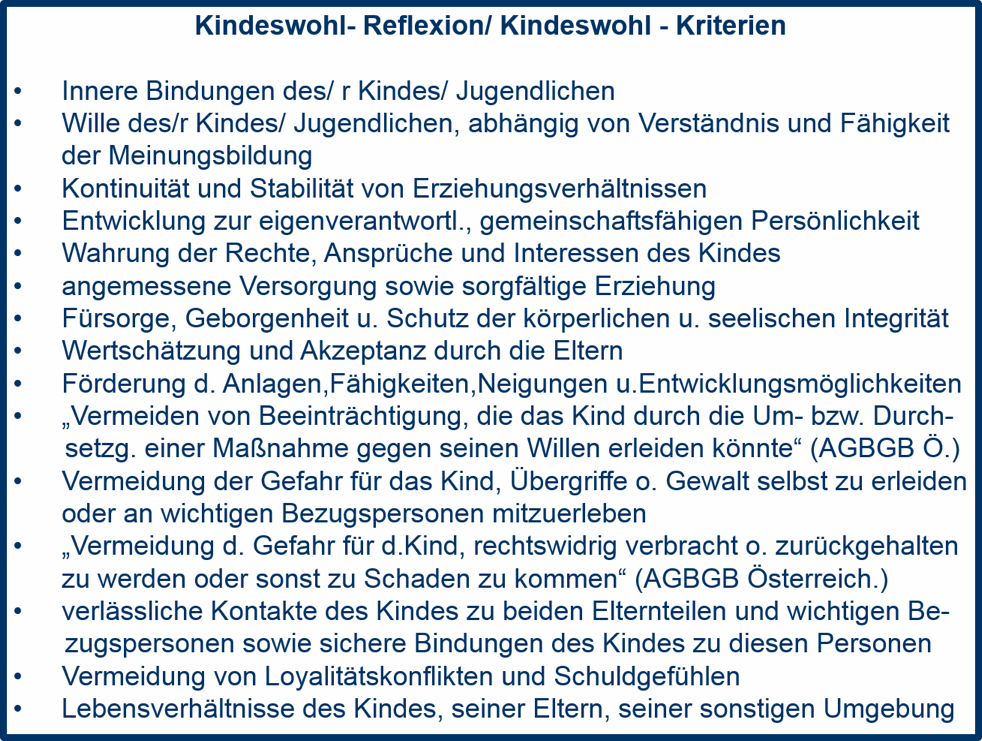 Kindeswohl- Reflexion/ Kindeswohl - Kriterien
• Innere Bindungen des/ r Kindes/ Jugendlichen
• Wille des/r Kindes/ Jugendlichen, abhängig von Verständnis und Fähigkeit
der Meinungsbildung
• Kontinuität und Stabilität von Erziehungsverhältnissen
• Entwicklung zur eigenverantwortl., gemeinschaftsfähigen Persönlichkeit
• Wahrung der Rechte, Ansprüche und Interessen des Kindes
• angemessene Versorgung sowie sorgfältige Erziehung
• Fürsorge, Geborgenheit u. Schutz der körperlichen u. seelischen Integrität
• Wertschätzung und Akzeptanz durch die Eltern
• Förderung d. Anlagen,Fähigkeiten,Neigungen u.Entwicklungsmöglichkeiten
• „Vermeiden von Beeinträchtigung, die das Kind durch die Um- bzw. Durch-
setzg. einer Maßnahme gegen seinen Willen erleiden könnte“ (AGBGB Ö.)
• Vermeidung der Gefahr für das Kind, Übergriffe o. Gewalt selbst zu erleiden
oder an wichtigen Bezugspersonen mitzuerleben
• „Vermeidung d. Gefahr für d.Kind, rechtswidrig verbracht o. zurückgehalten
zu werden oder sonst zu Schaden zu kommen“ (AGBGB Österreich.)
• verlässliche Kontakte des Kindes zu beiden Elternteilen und wichtigen Be-
zugspersonen sowie sichere Bindungen des Kindes zu diesen Personen
• Vermeidung von Loyalitätskonflikten und Schuldgefühlen
• Lebensverhältnisse des Kindes, seiner Eltern, seiner sonstigen Umgebung